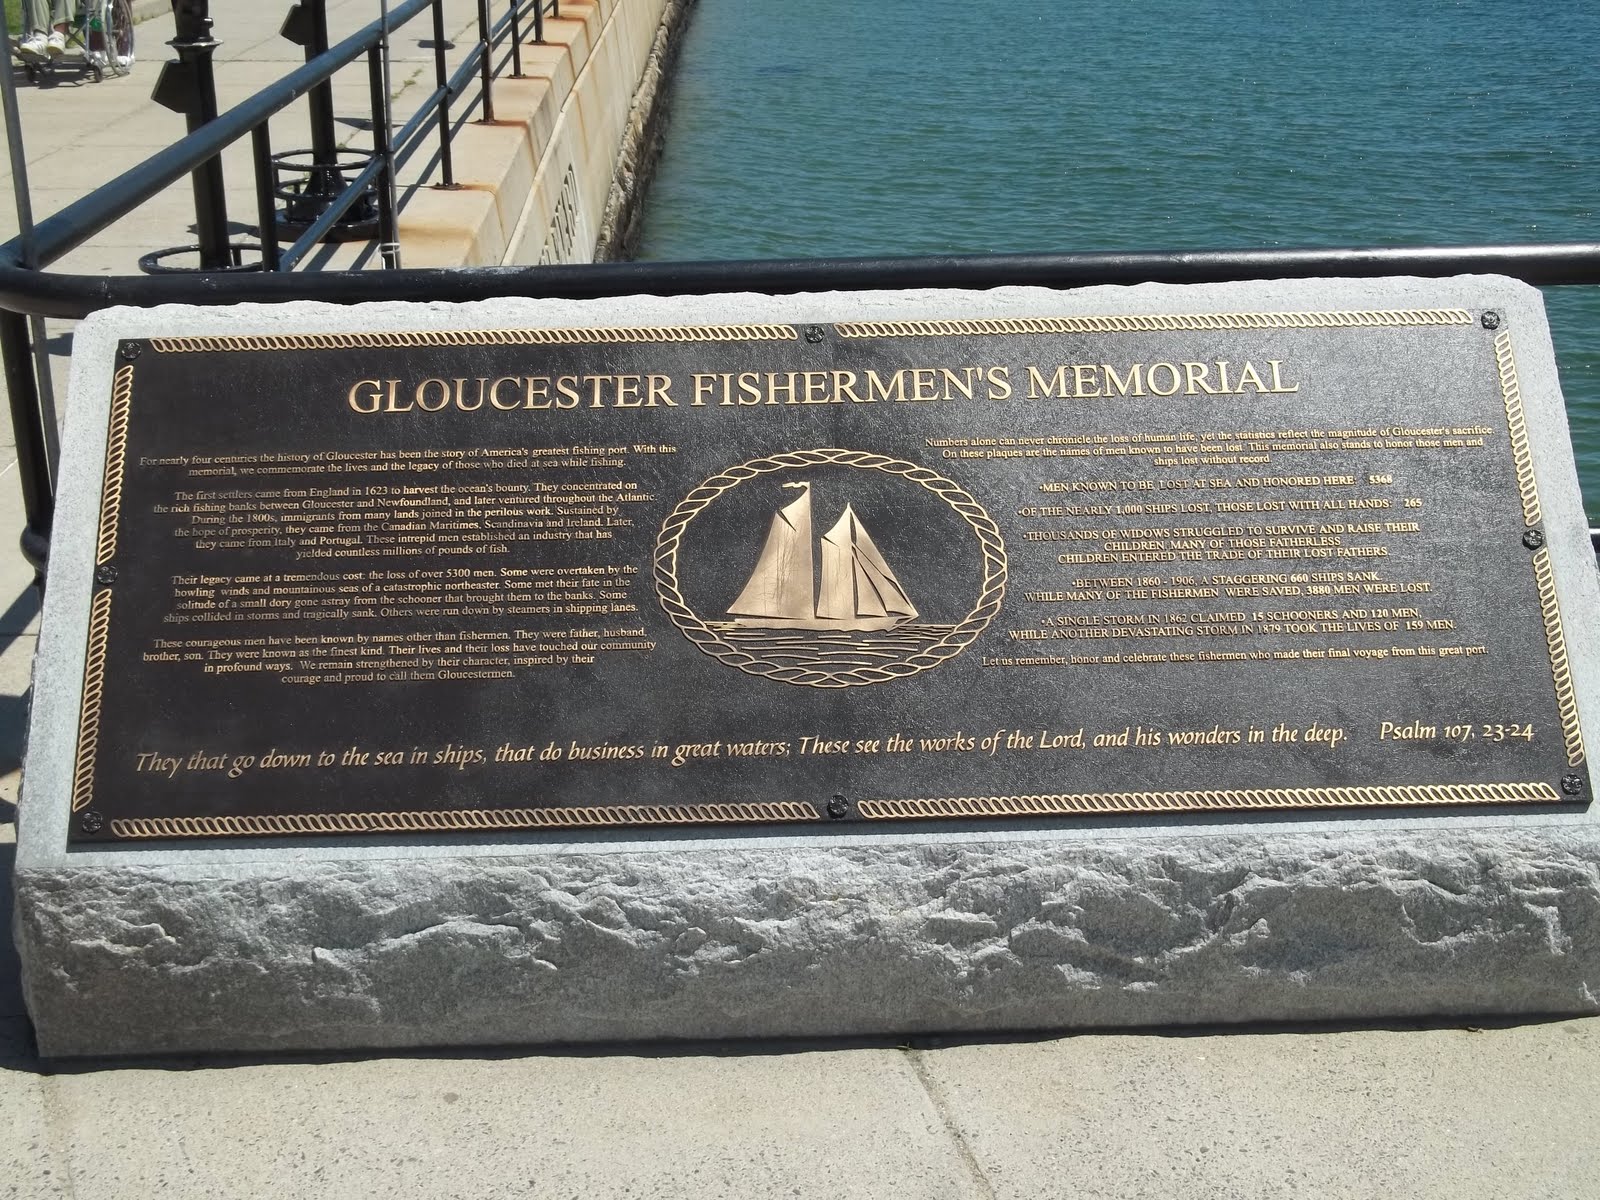 GLOUCESTER FISHERMEN'S MEMORIAL
For nearly four centuries the history of Gloucester has been the story of America's greatest fishing port. With this
memorial, we commemorate the lives and the legacy of those who died at sea while fishing.
The first settlers came from England in 1623 to harvest the ocean's bounty. They concentrated on
the rich fishing banks between Gloucester and Newfoundland, and later ventured throughout the Atlantic.
During the 1800s, immigrants from many lands joined in the perilous work. Sustained by
the hope of prosperity, they came from the Canadian Maritimes, Scandinavia and Ireland. Later,
they came from Italy and Portugal. These intrepid men established an industry that has
yielded countless millions of pounds of fish.
Their legacy came at a tremendous cost: the loss of over 5300 men. Some were overtaken by the
howling winds and mountainous seas of a catastrophic northeaster. Some met their fate in the
solitude of a small dory gone astray from the schooner that brought them to the banks. Some
ships collided in storms and tragically sank. Others were run down by steamers in shipping lanes.
These courageous men have been known by names other than fishermen. They were father, husband,
brother, son. They were known as the finest kind. Their lives and their loss have touched our community
in profound ways. We remain strengthened by their character, inspired by their
courage and proud to call them Gloucestermen.
Numbers alone can never chronicle the loss of human life, yet the statistics reflect the magnitude of Gloucester's sacrifice.
On these plaques are the names of men known to have been lost. This memorial also stands to honor those men and
ships lost without record.
•MEN KNOWN TO BE LOST AT SEA AND HONORED HERE: 5368
•OF THE NEARLY 1,000 SHIPS LOST, THOSE LOST WITH ALL HANDS: 265
•THOUSANDS OF WIDOWS STRUGGLED TO SURVIVE AND RAISE THEIR
CHILDREN, MANY OF THOSE FATHERLESS
CHILDREN ENTERED THE TRADE OF THEIR LOST FATHERS.
•BETWEEN 1860 - 1906, A STAGGERING 660 SHIPS SANK.
WHILE MANY OF THE FISHERMEN WERE SAVED, 3880 MEN WERE LOST.
•A SINGLE STORM IN 1862 CLAIMED 15 SCHOONERS AND 120 MEN,
WHILE ANOTHER DEVASTATING STORM IN 1879 TOOK THE LIVES OF 159 MEN.
Let us remember, honor and celebrate these fishermen who made their final voyage from this great port.
They that go down to the sea in ships, that do business in great waters; These see the works of the Lord, and his wonders in the deep. Psalm 107, 23-24